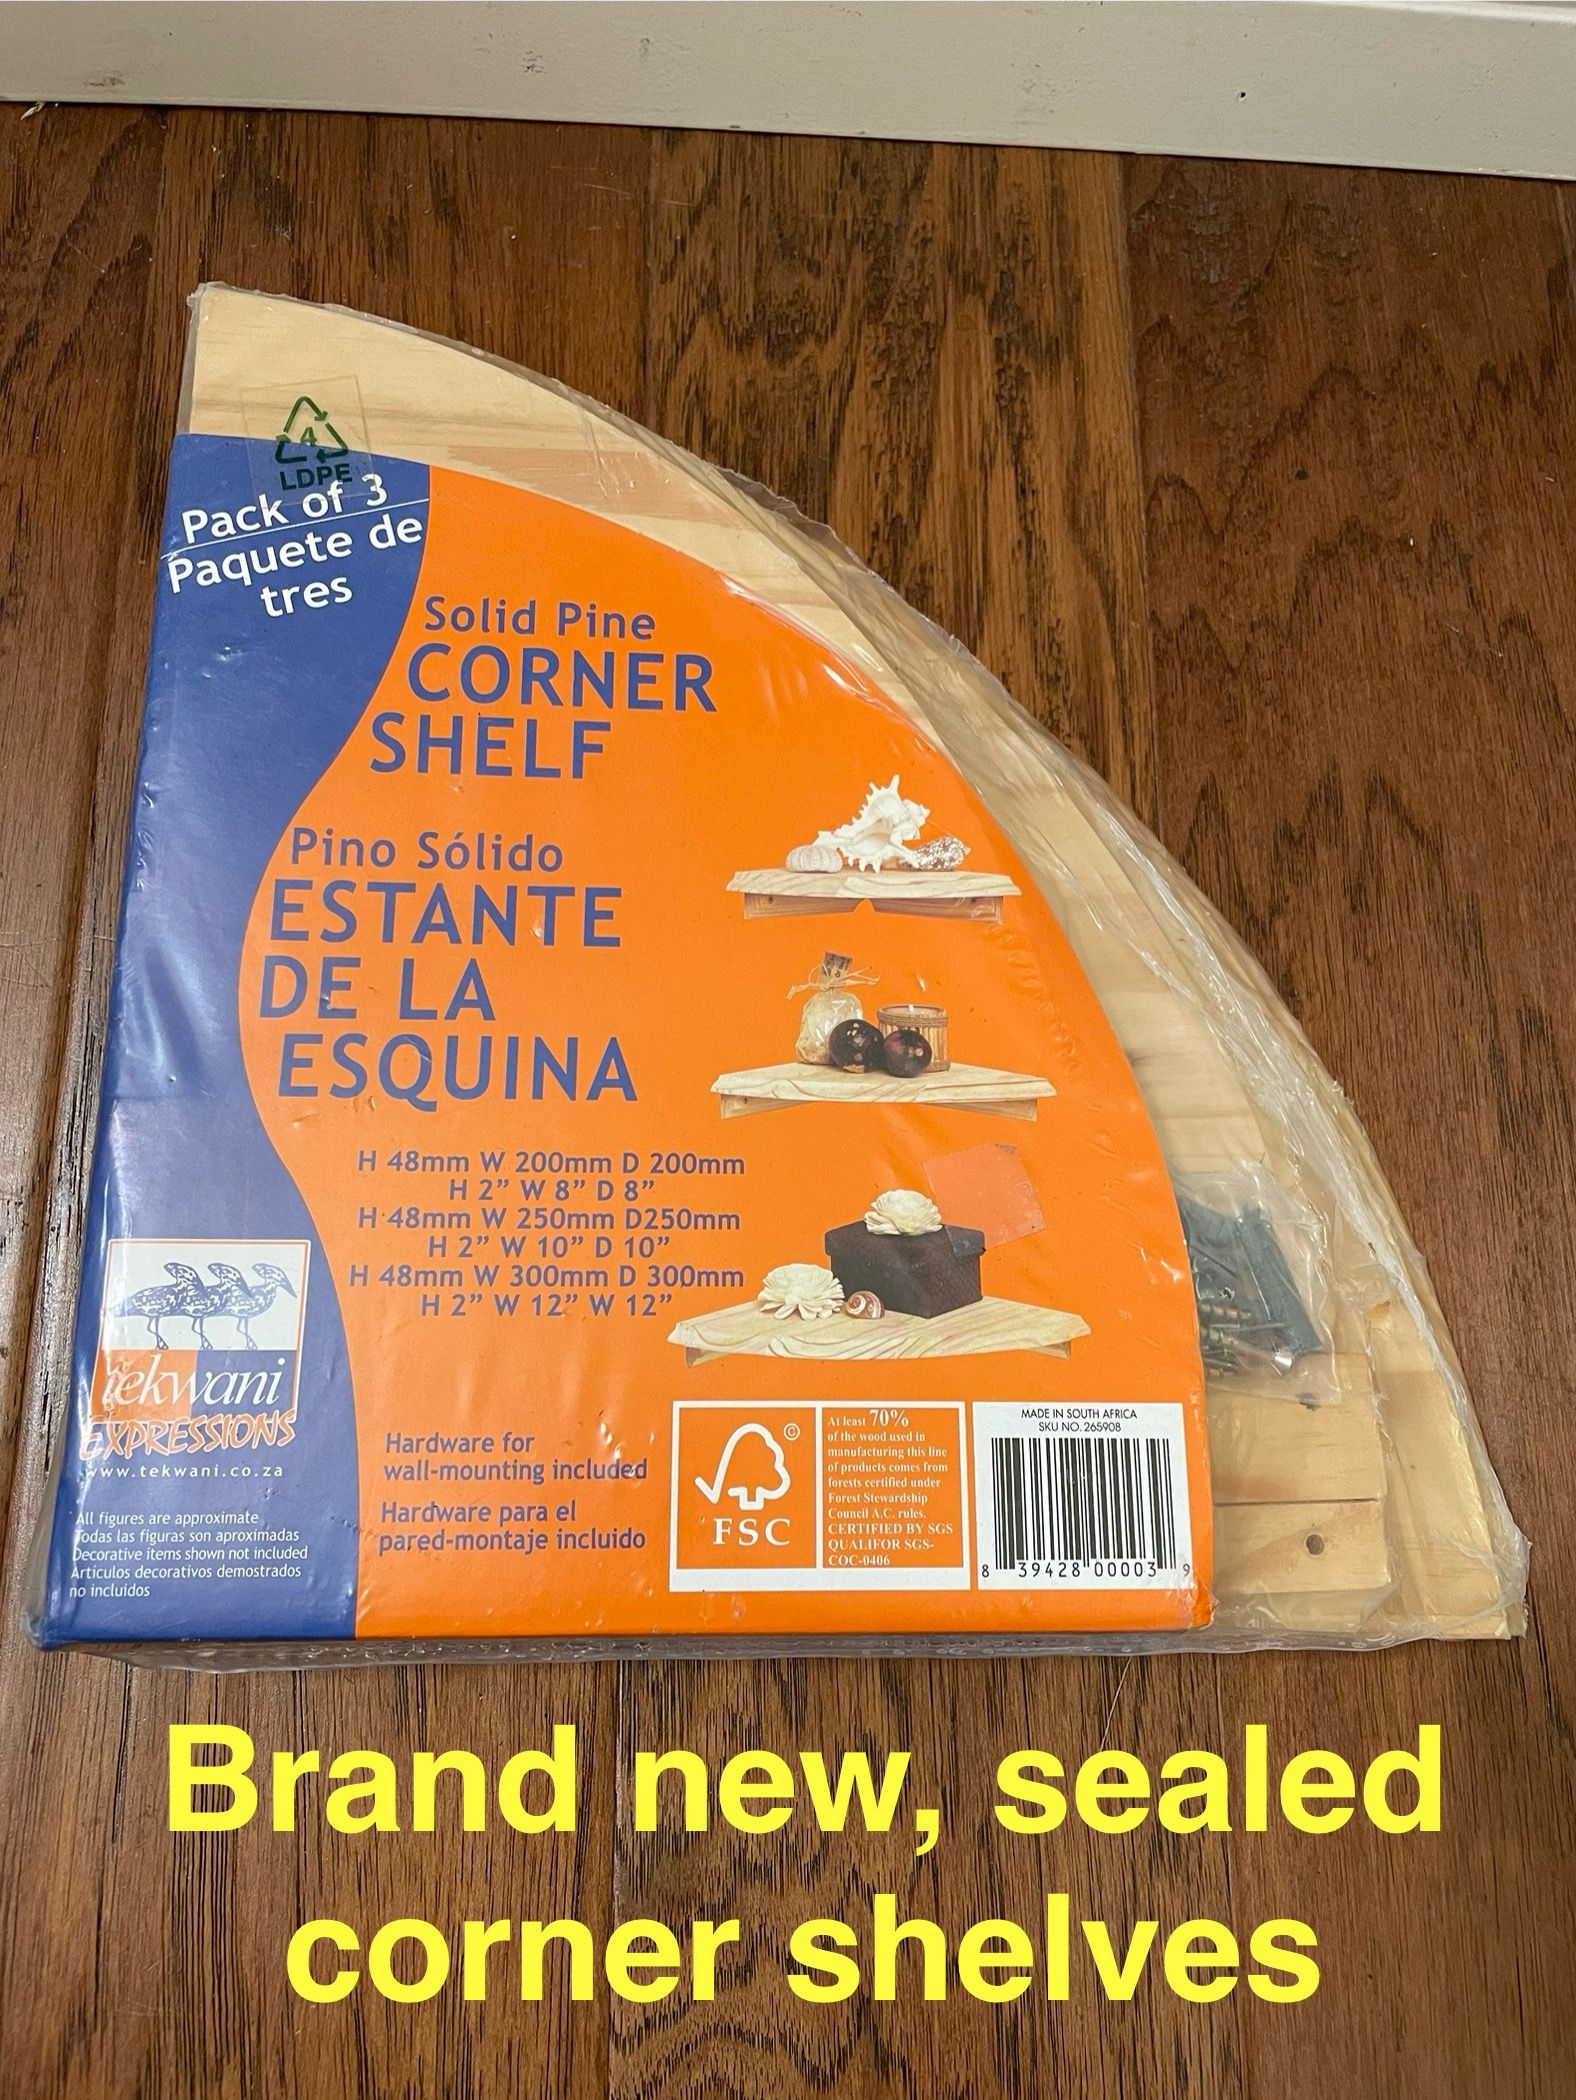 4
LDPE
Pack of 3
Paquete de
tres
Solid Pine
CORNER
SHELF
Pino Sólido
ESTANTE
DE LA
ESQUINA
H 48mm W 200mm D 200mm
H 2” W 8” D 8”
H 48mm W 250mm D250mm
H 2” W 10” D 10”
H 48mm W 300mm D 300mm
H 2” W 12” W 12”
tekwani
EXPRESSIONS
www.tekwani.co.za
All figures are approximate
Todas las figuras son aproximadas
Decorative items shown not included
Artículos decorativos demostrados
no incluidos
Hardware for
wall-mounting included
Hardware para el
pared-montaje incluido
©
FSC
At least 70%
of the wood used in
manufacturing this line
of products comes from
forests certified under
Forest Stewardship
Council A.C. rules.
CERTIFIED BY SGS
QUALIFOR SGS-
COC-0406
MADE IN SOUTH AFRICA
SKU NO. 265908
8 39428 00003 9
Brand new, sealed
corner shelves